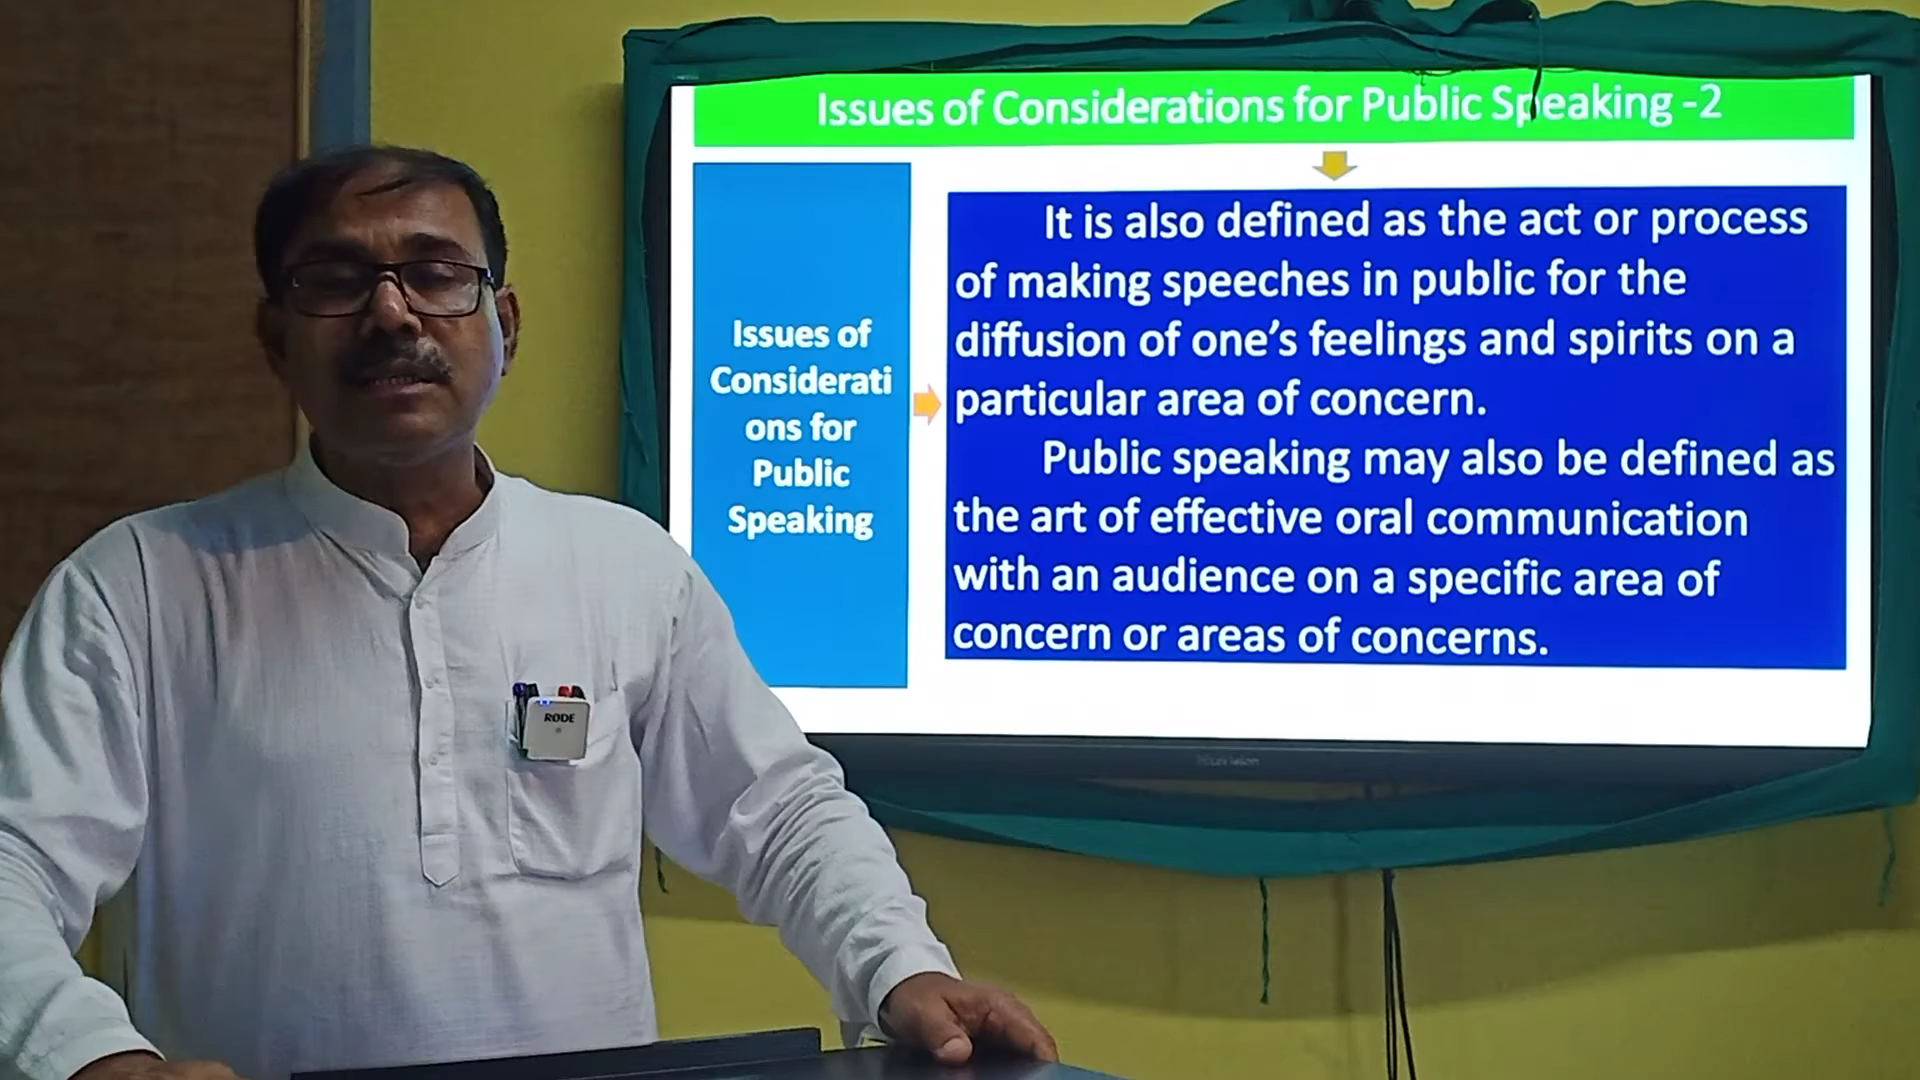 Issues of Considerations for Public Speaking -2
Issues of
Considerati
ons for
Public
Speaking
It is also defined as the act or process
of making speeches in public for the
diffusion of one's feelings and spirits on a
particular area of concern.
Public speaking may also be defined as
the art of effective oral communication
with an audience on a specific area of
concern or areas of concerns.
RØDE